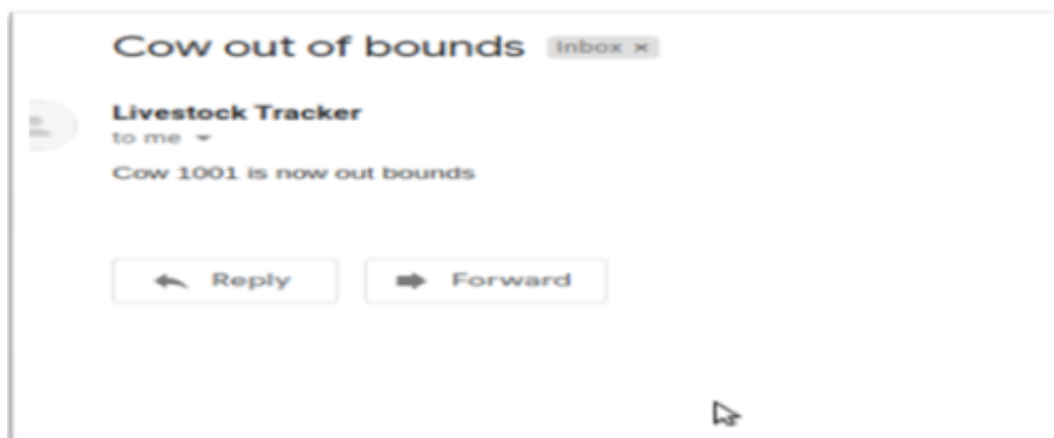 Cow out of bounds Inbox ×
Livestock Tracker
to me
Cow 1001 is now out bounds
Reply Forward